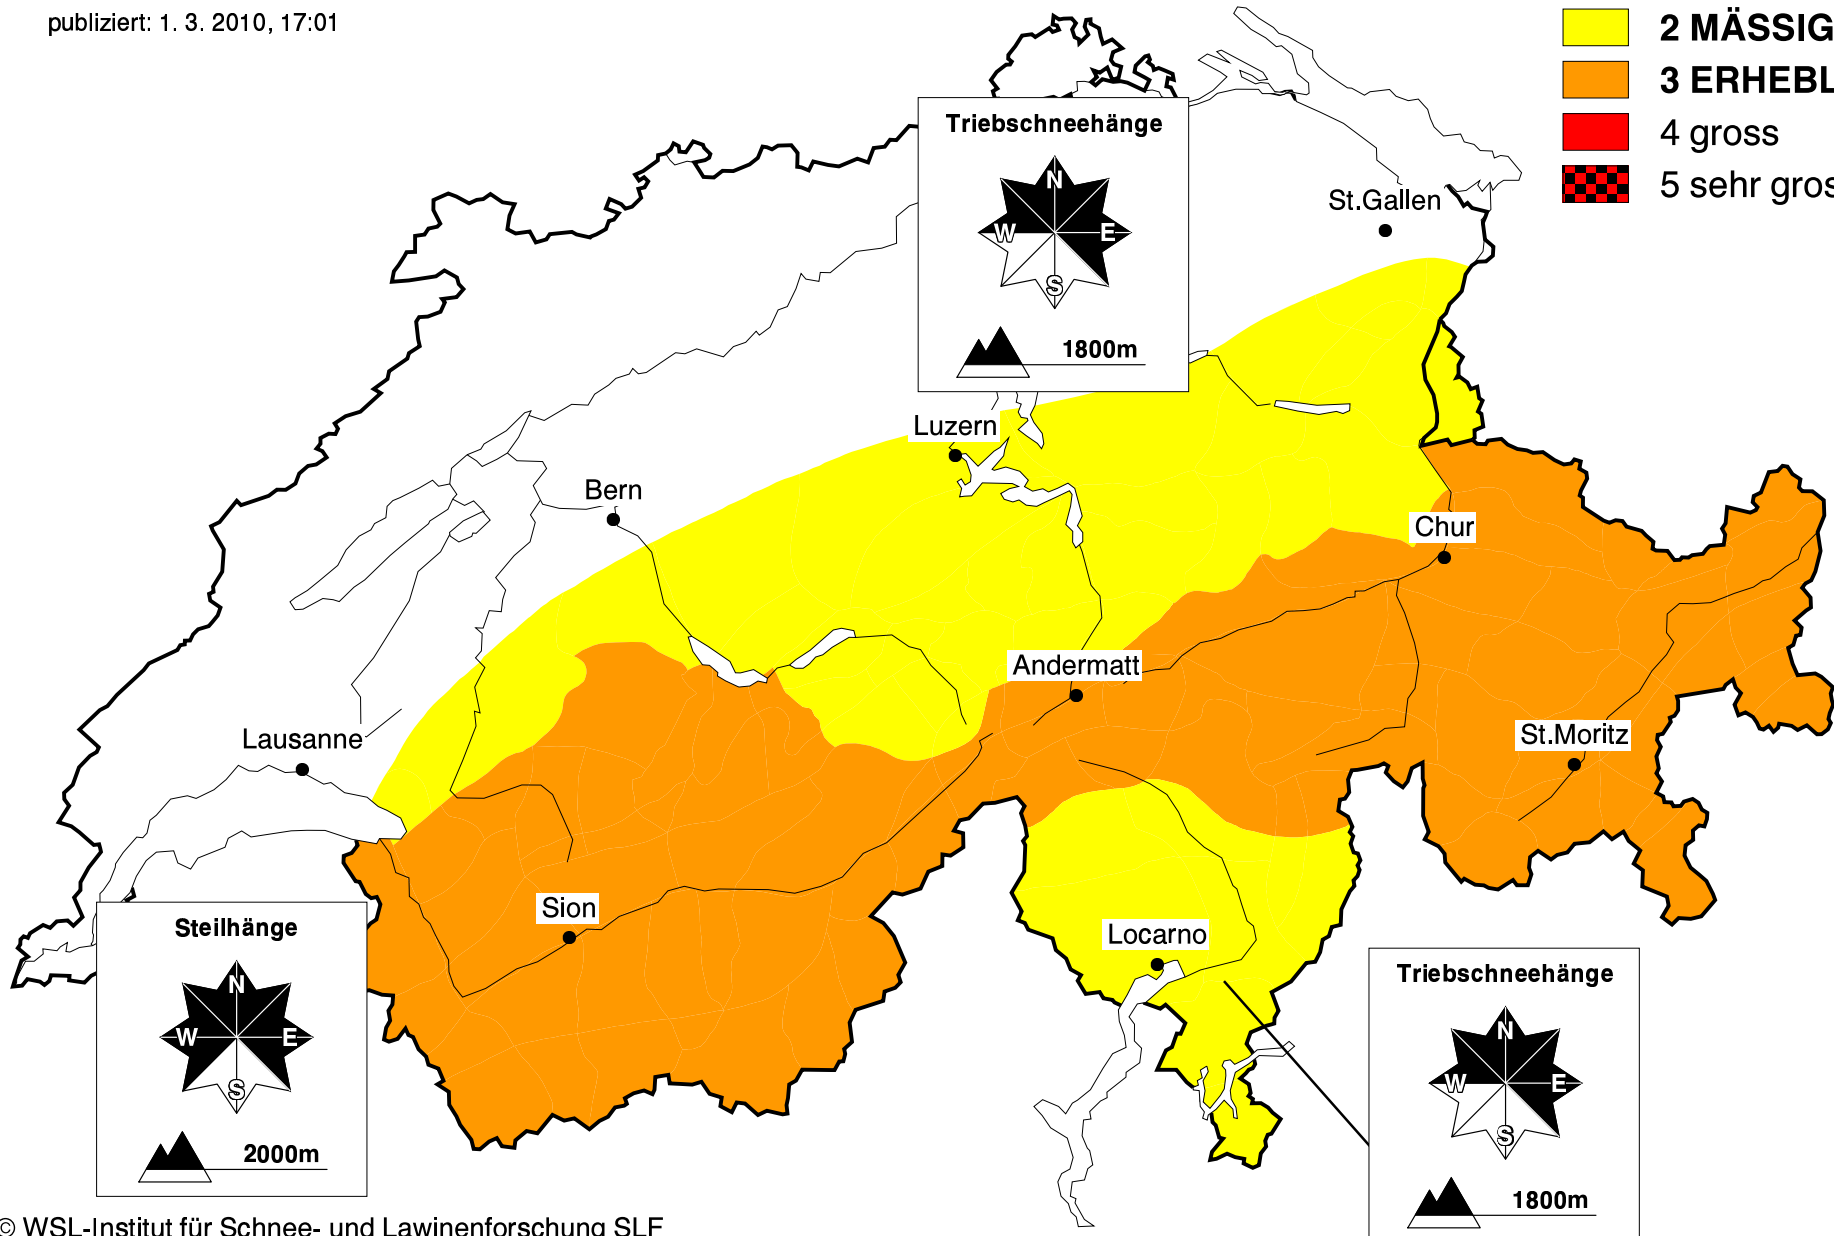 publiziert: 1. 3. 2010, 17:01
2 MÄSSIG
3 ERHEBL
4 gross
5 sehr gros
Triebschneehänge
N
W E
S
1800m
St.Gallen
Luzern
Bern
Chur
Andermatt
St.Moritz
Lausanne
Sion
Locarno
Steilhänge
N
W E
S
2000m
Triebschneehänge
N
W E
S
1800m
© WSL-Institut für Schnee- und Lawinenforschung SLF